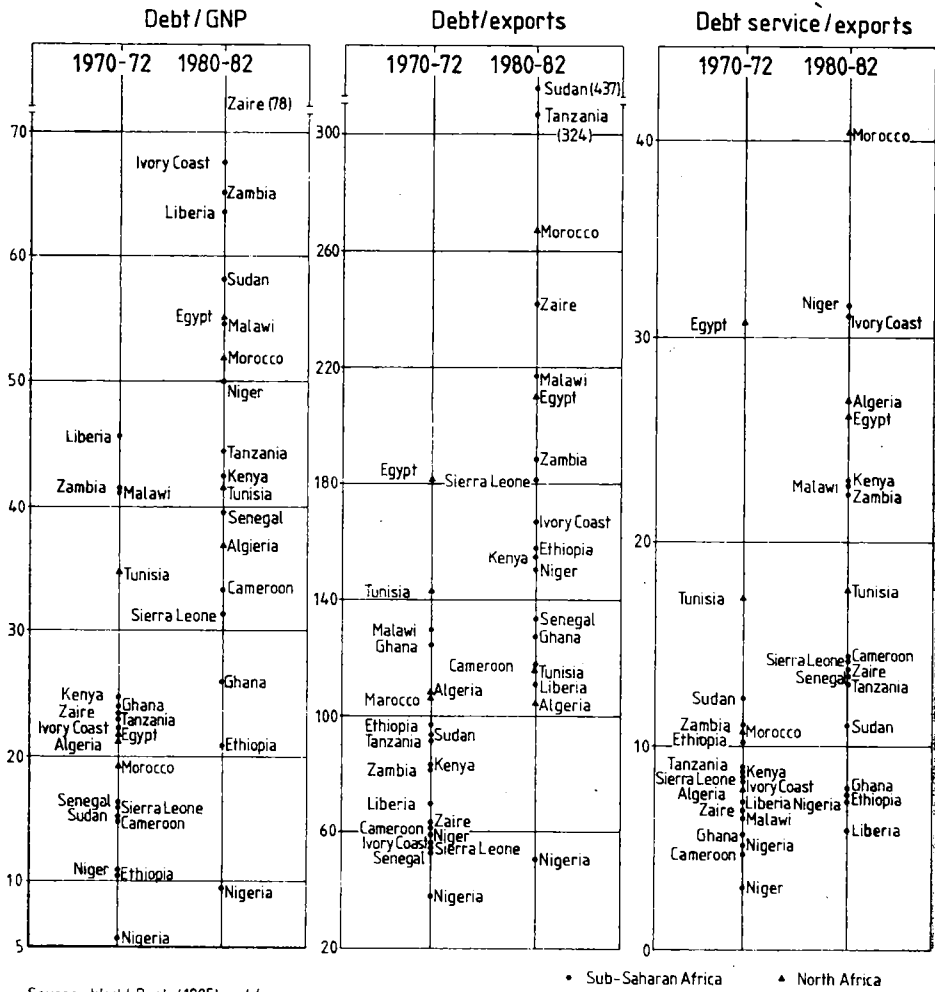 Debt/GNP
1970-72 1980-82
Zaire (78)
70
Ivory Coast
Zambia
Liberia
60
Sudan
Egypt
Malawi
Morocco
50
Niger
Liberia
Tanzania
Kenya
Zambia Malawi
Tunisia
40
Senegal
Algieria
Tunisia
Cameroon
Sierra Leone
30
Ghana
Kenya
Ghana
Zaire
Tanzania
Ivory Coast
Egypt
Algeria
Ethiopia
20
Morocco
Senegal
Sierra Leone
Sudan
Cameroon
Niger Ethiopia
10
Nigeria
Nigeria
5
Debt/exports
1970-72 1980-82
Sudan (437)
Tanzania
(324)
300
Morocco
260
Zaire
220
Malawi
Egypt
Zambia
Egypt
Sierra Leone
180
Ivory Coast
Ethiopia
Kenya
Niger
Tunisia
140
Senegal
Malawi
Ghana
Ghana
Cameroon
Tunisia
Liberia
Algeria
Marocco
Algeria
100
Ethiopia
Sudan
Tanzania
Kenya
Zambia
Liberia
Zaire
60
Cameroon
Niger
Ivory Coast
Sierra Leone
Senegal
Nigeria
Nigeria
20
Debt service/exports
1970-72 1980-82
40
Morocco
Niger
Ivory Coast
Egypt
30
Algeria
Egypt
Kenya
Malawi
Zambia
20
Tunisia
Tunisia
Cameroon
Sierra Leone
Zaire
Senegal
Tanzania
Sudan
Sudan
Zambia
Morocco
Ethiopia
10
Tanzania
Kenya
Sierra Leone
Ivory Coast
Algeria
Ghana
Liberia
Nigeria
Ethiopia
Zaire
Malawi
Liberia
Ghana
Nigeria
Cameroon
Niger
0
• Sub-Saharan Africa ▲ North Africa